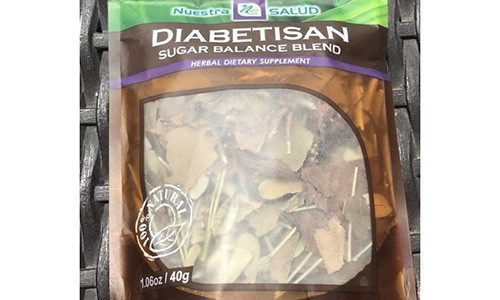 Nuestra SALUD
DIABETISAN
SUGAR BALANCE BLEND
HERBAL DIETARY SUPPLEMENT
100% NATURAL
1.06oz / 40g